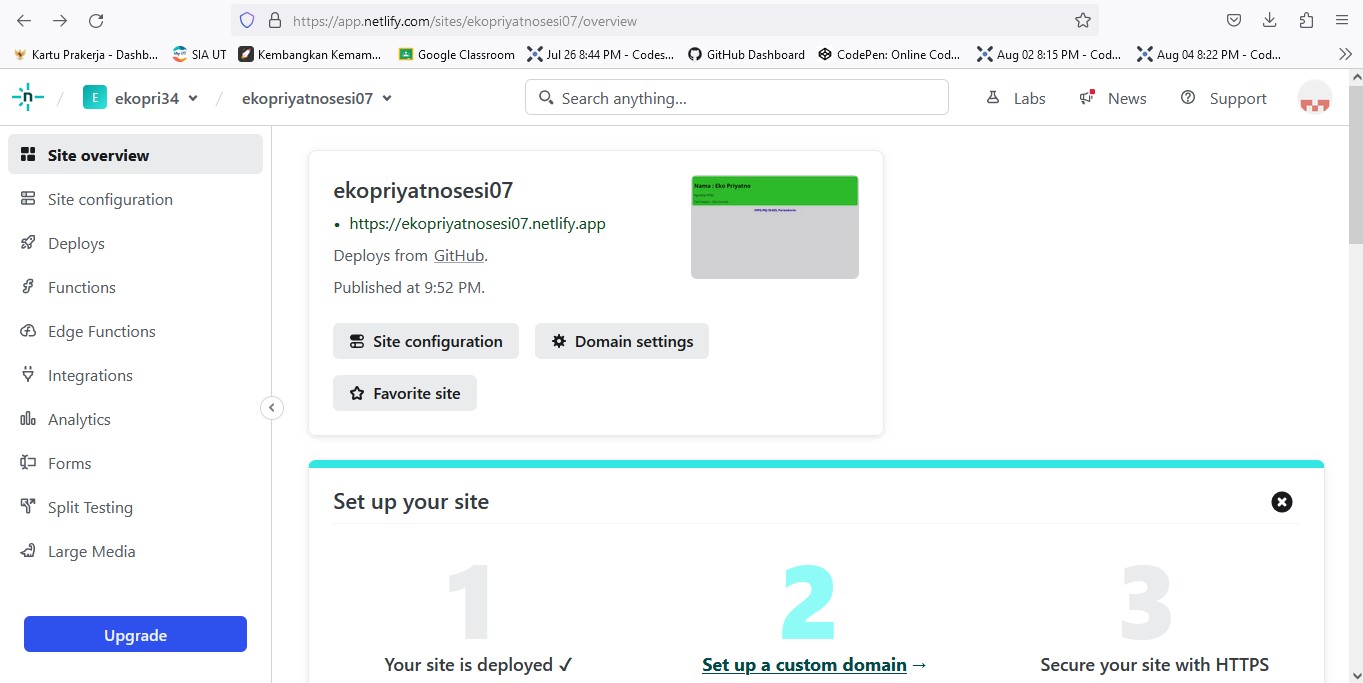 https://app.netlify.com/sites/ekopriyatnosesi07/overview
Kartu Prakerja - Dashb... SIA UT Kembangkan Kemam... Google Classroom Jul 26 8:44 PM - Codes... GitHub Dashboard CodePen: Online Cod... Aug 02 8:15 PM - Cod... Aug 04 8:22 PM - Cod...
n / E ekopri34 / ekopriyatnosesi07 Search anything... Labs News Support
Site overview
Site configuration
Deploys
Functions
Edge Functions
Integrations
Analytics
Forms
Split Testing
Large Media
Upgrade
ekopriyatnosesi07
• https://ekopriyatnosesi07.netlify.app
Deploys from GitHub.
Published at 9:52 PM.
Nama : Eko Priyatno
Site configuration Domain settings
Favorite site
Set up your site
1 2 3
Your site is deployed ✓ Set up a custom domain → Secure your site with HTTPS